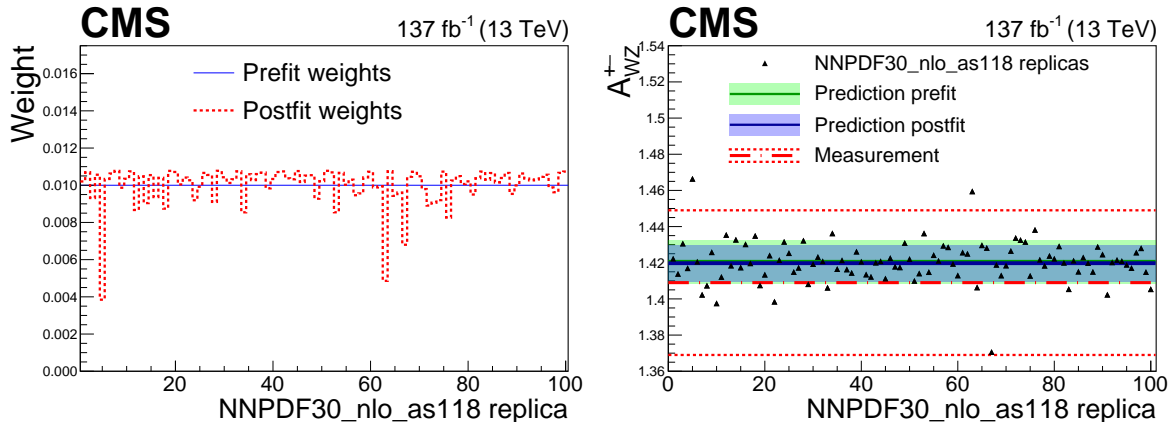 CMS
137 fb⁻¹ (13 TeV)
Weight
0.016
0.014
0.012
0.010
0.008
0.006
0.004
0.002
0.000
Prefit weights
Postfit weights
20
40
60
80
100
NNPDF30_nlo_as118 replica
CMS
137 fb⁻¹ (13 TeV)
A⁺⁻WZ
1.54
1.52
1.50
1.48
1.46
1.44
1.42
1.40
1.38
1.36
NNPDF30_nlo_as118 replicas
Prediction prefit
Prediction postfit
Measurement
0
20
40
60
80
100
NNPDF30_nlo_as118 replica